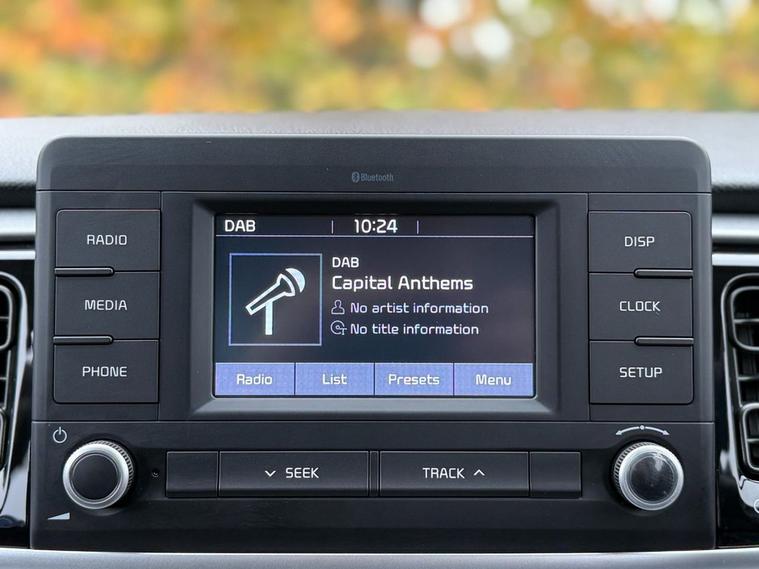 Bluetooth
RADIO
MEDIA
PHONE
DAB
10:24
DAB
Capital Anthems
No artist information
No title information
Radio
List
Presets
Menu
DISP
CLOCK
SETUP
SEEK
TRACK